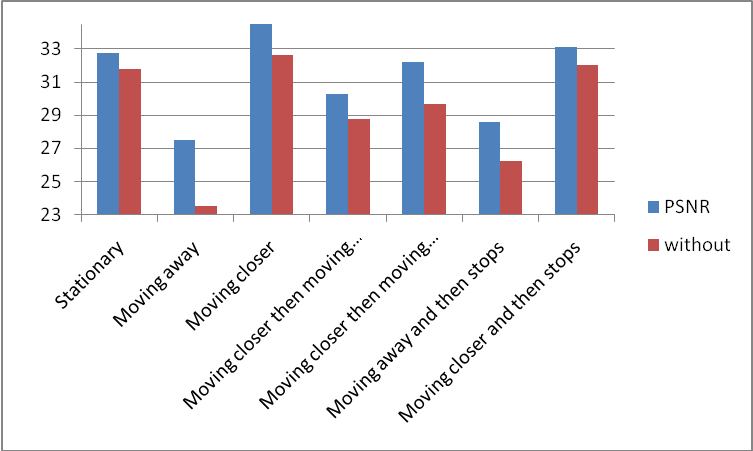 33
31
29
27
25
23
PSNR
without
Stationary
Moving away
Moving closer
Moving closer then moving...
Moving closer then moving...
Moving away and then stops
Moving closer and then stops